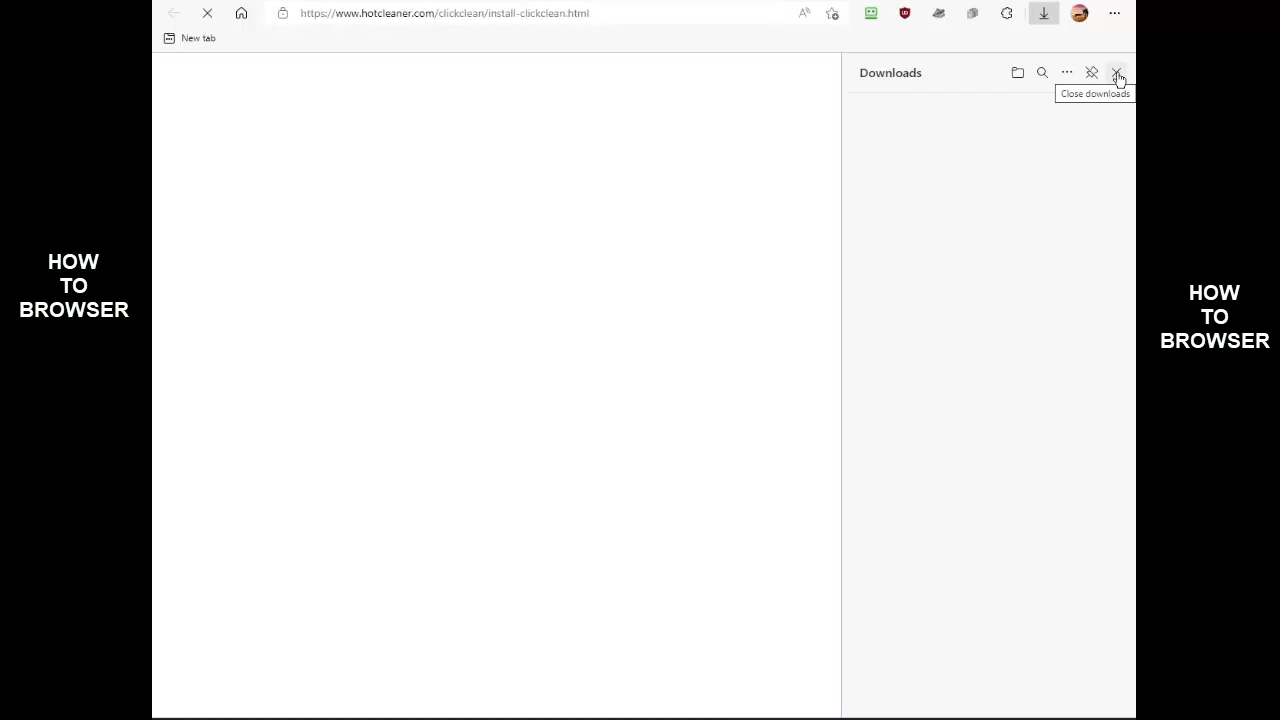 https://www.hotcleaner.com/clickclean/install-clickclean.html
New tab
Downloads
Close downloads
HOW
TO
BROWSER
HOW
TO
BROWSER